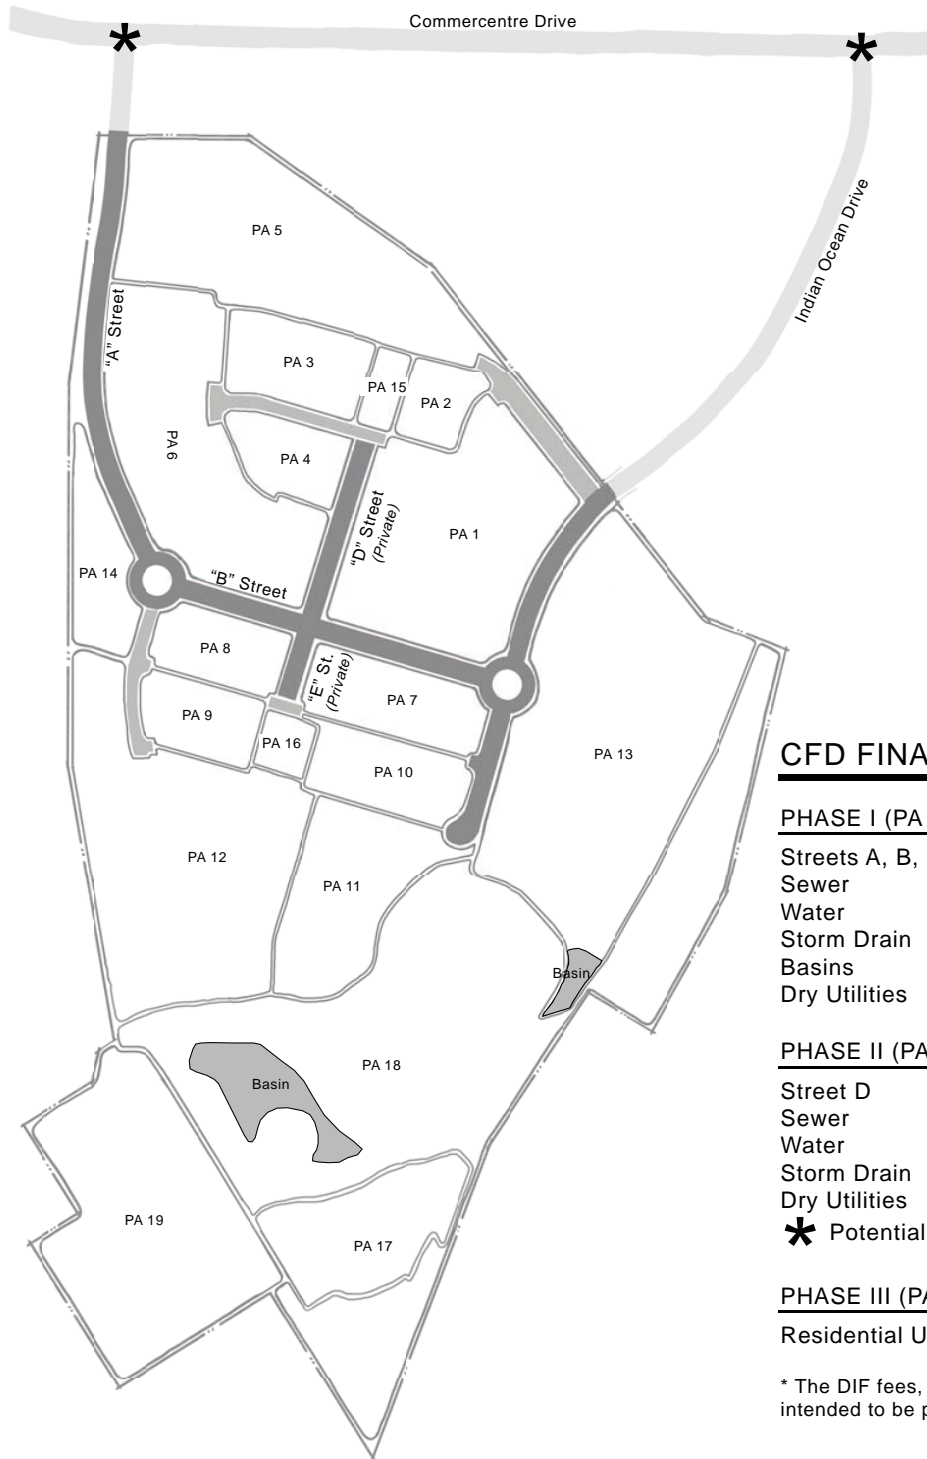 Commercentre Drive
*
*
Indian Ocean Drive
PA 5
“A” Street
PA 3
PA 15
PA 2
PA 6
PA 4
“D” Street
(Private)
PA 1
PA 14
“B” Street
PA 8
“E” St.
(Private)
PA 7
PA 9
PA 16
PA 10
PA 13
PA 12
PA 11
Basin
PA 18
Basin
PA 19
PA 17
CFD FINA
PHASE I (PA
Streets A, B,
Sewer
Water
Storm Drain
Basins
Dry Utilities
PHASE II (PA
Street D
Sewer
Water
Storm Drain
Dry Utilities
* Potential
PHASE III (PA
Residential U
* The DIF fees,
intended to be p